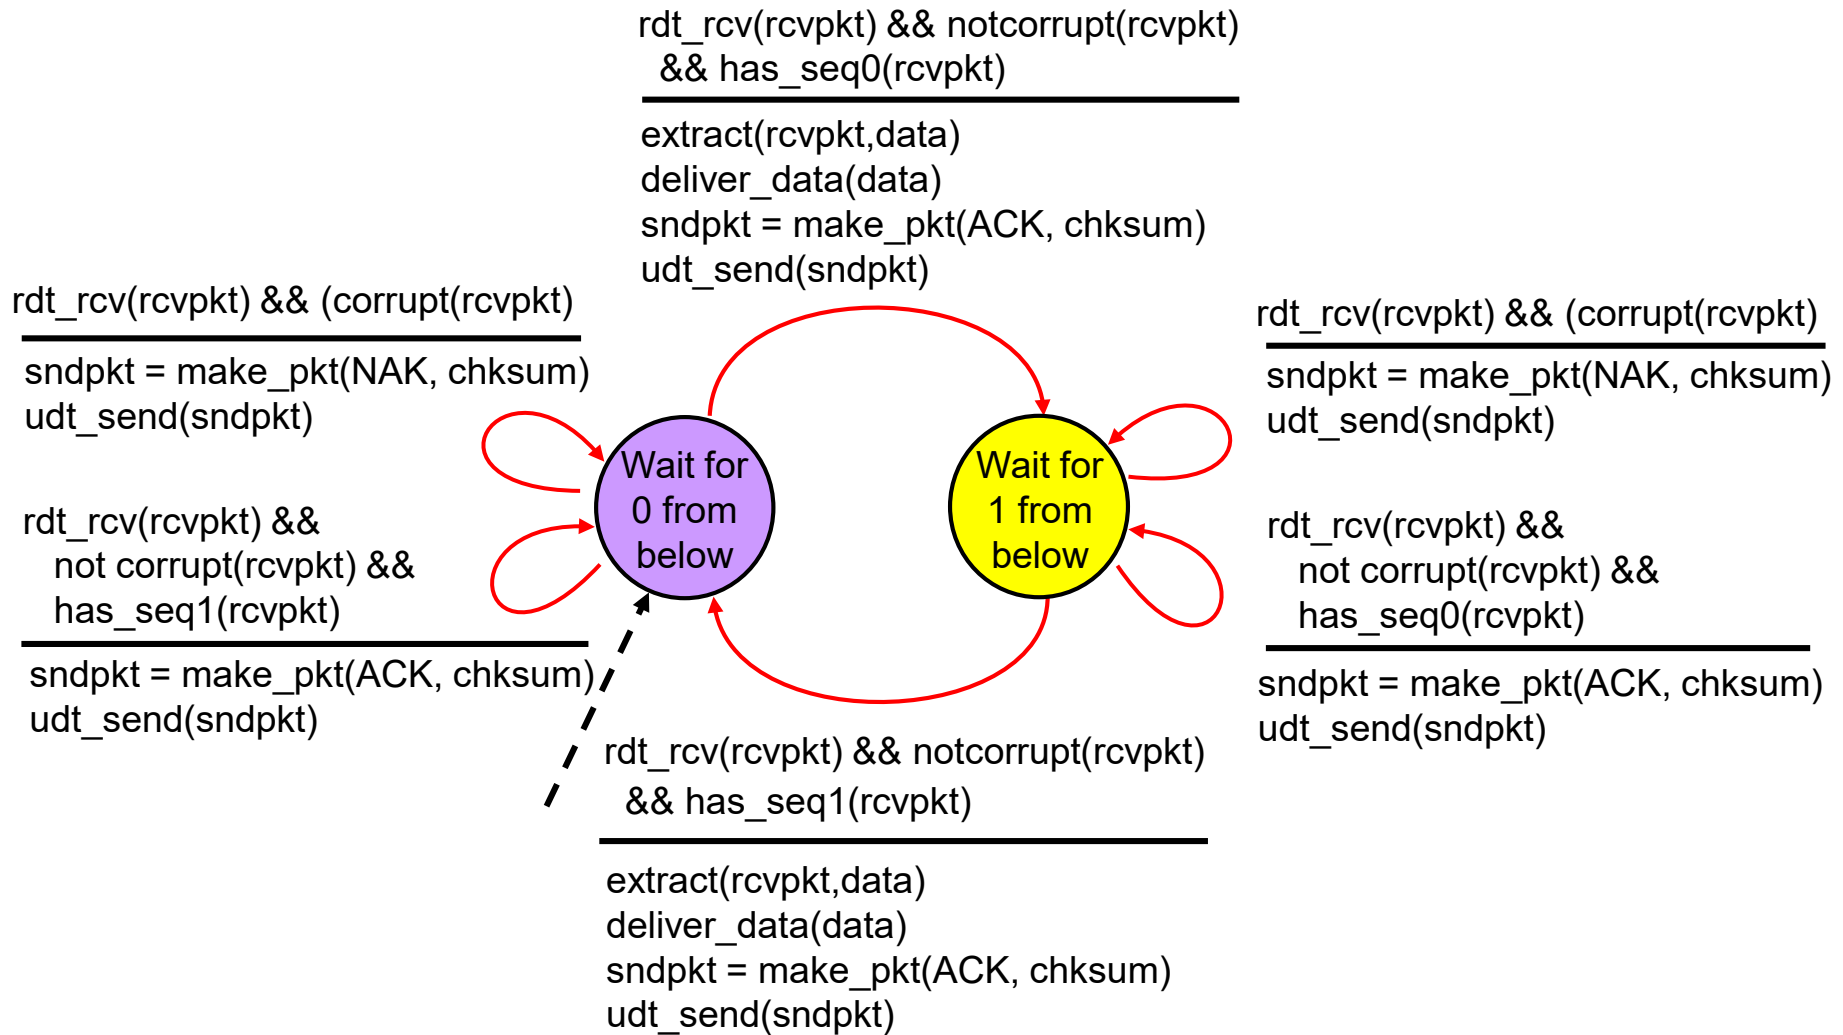 rdt_rcv(rcvpkt) && notcorrupt(rcvpkt)
&& has_seq0(rcvpkt)
extract(rcvpkt,data)
deliver_data(data)
sndpkt = make_pkt(ACK, chksum)
udt_send(sndpkt)
rdt_rcv(rcvpkt) && (corrupt(rcvpkt)
sndpkt = make_pkt(NAK, chksum)
udt_send(sndpkt)
rdt_rcv(rcvpkt) &&
not corrupt(rcvpkt) &&
has_seq1(rcvpkt)
sndpkt = make_pkt(ACK, chksum)
udt_send(sndpkt)
Wait for
0 from
below
Wait for
1 from
below
rdt_rcv(rcvpkt) && (corrupt(rcvpkt)
sndpkt = make_pkt(NAK, chksum)
udt_send(sndpkt)
rdt_rcv(rcvpkt) &&
not corrupt(rcvpkt) &&
has_seq0(rcvpkt)
sndpkt = make_pkt(ACK, chksum)
udt_send(sndpkt)
rdt_rcv(rcvpkt) && notcorrupt(rcvpkt)
&& has_seq1(rcvpkt)
extract(rcvpkt,data)
deliver_data(data)
sndpkt = make_pkt(ACK, chksum)
udt_send(sndpkt)